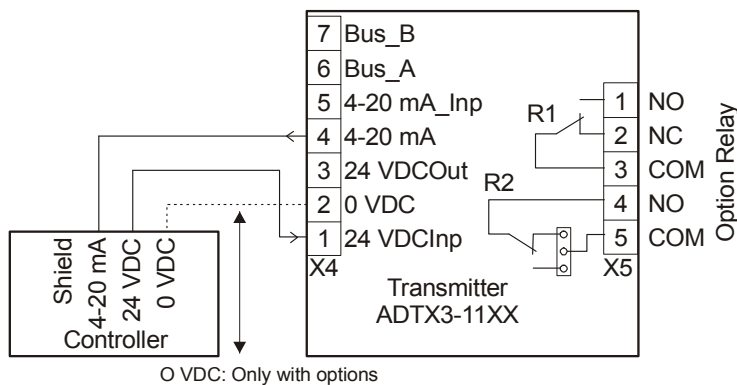 7 Bus_B
6 Bus_A
5 4-20 mA_Inp
4 4-20 mA
3 24 VDCOut
2 0 VDC
1 24 VDCInp
X4
R1
R2
1 NO
2 NC
3 COM
4 NO
5 COM
X5
Option Relay
Transmitter
ADTX3-11XX
Shield
4-20 mA
24 VDC
0 VDC
Controller
O VDC: Only with options